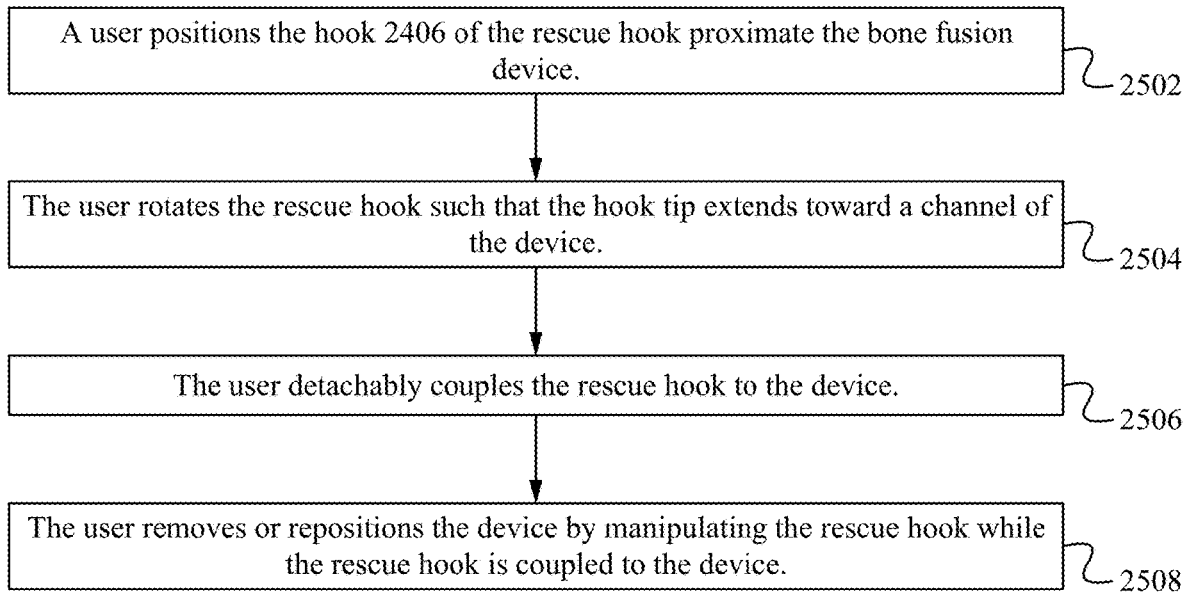 A user positions the hook 2406 of the rescue hook proximate the bone fusion
device.
2502
The user rotates the rescue hook such that the hook tip extends toward a channel of
the device.
2504
The user detachably couples the rescue hook to the device.
2506
The user removes or repositions the device by manipulating the rescue hook while
the rescue hook is coupled to the device.
2508